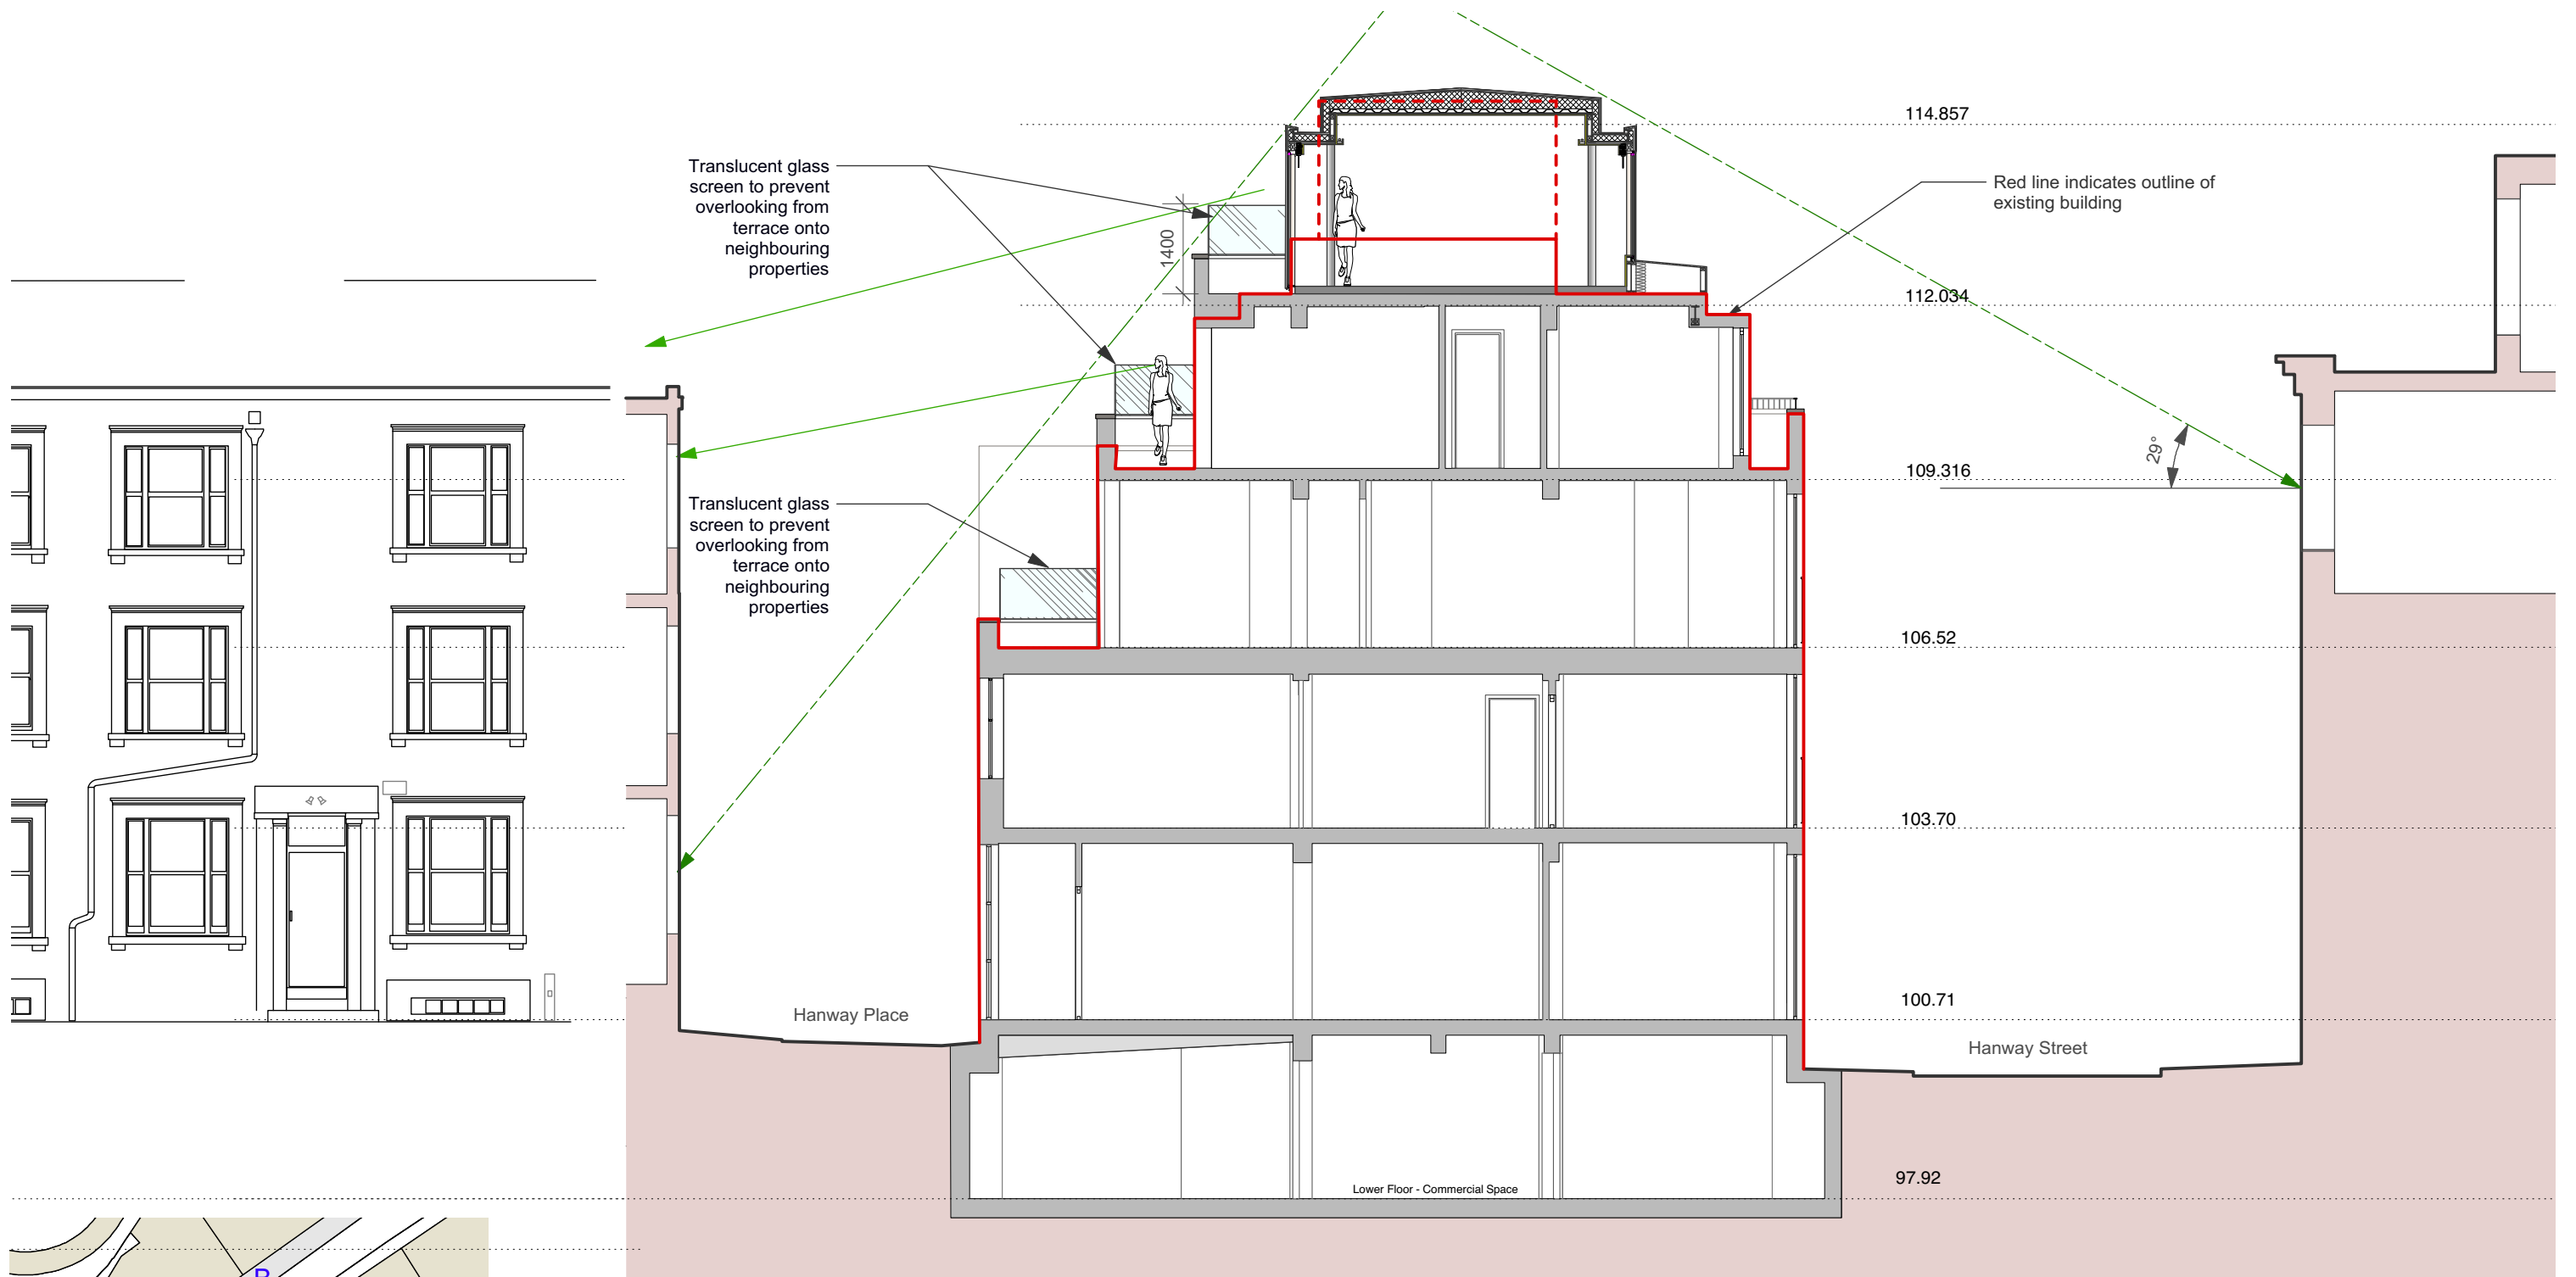 114.857
Translucent glass
screen to prevent
overlooking from
terrace onto
neighbouring
properties
Red line indicates outline of
existing building
1400
112.034
29°
109.316
Translucent glass
screen to prevent
overlooking from
terrace onto
neighbouring
properties
106.52
103.70
100.71
Hanway Place
Hanway Street
97.92
Lower Floor - Commercial Space